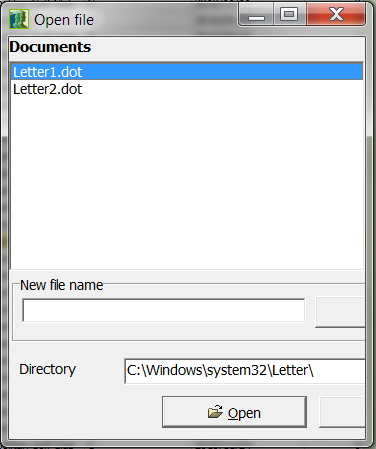 Open file
Documents
Letter1.dot
Letter2.dot
New file name
Directory
C:\Windows\system32\Letter\
Open